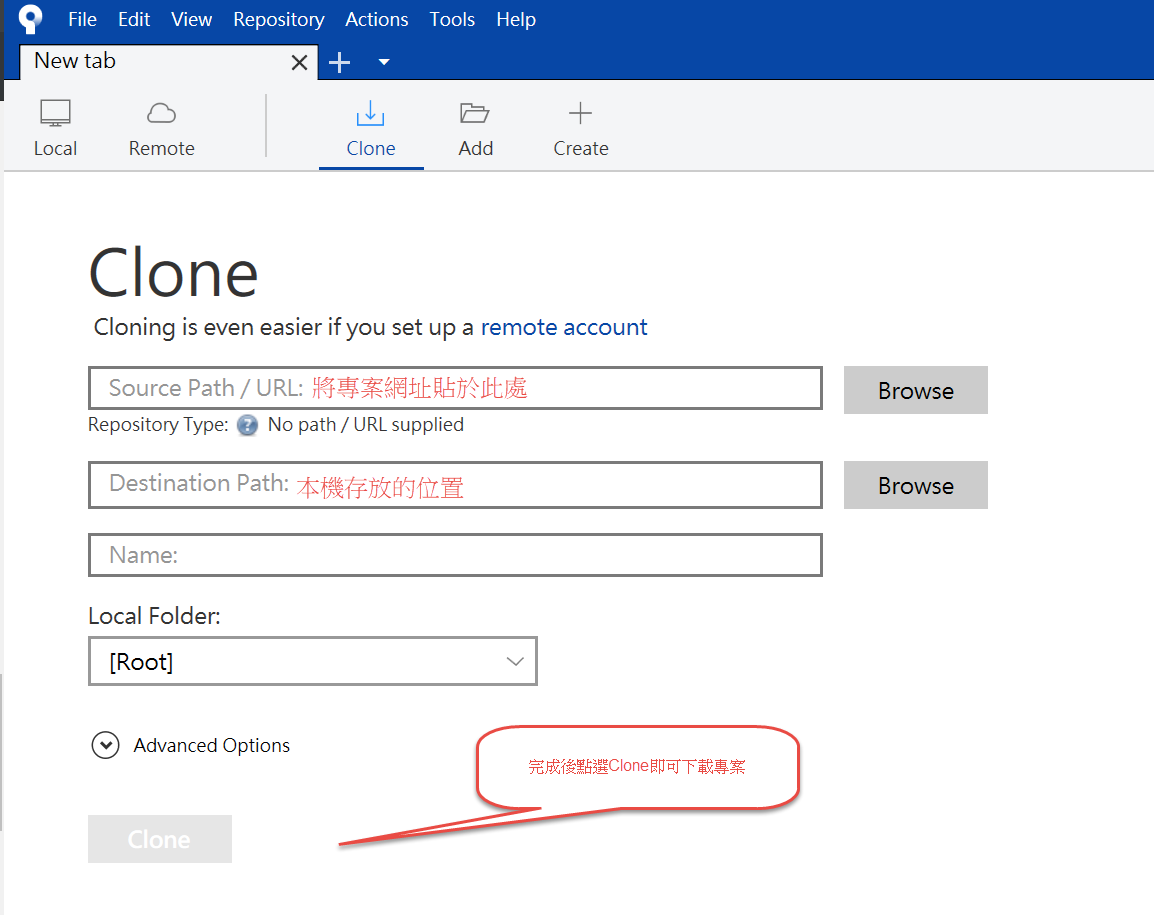 File Edit View Repository Actions Tools Help
New tab
Local Remote Clone Add Create
Clone
Cloning is even easier if you set up a remote account
Source Path / URL: 將專案網址貼於此處 Browse
Repository Type: ? No path / URL supplied
Destination Path: 本機存放的位置 Browse
Name:
Local Folder:
[Root]
Advanced Options
完成後點選Clone即可下載專案
Clone